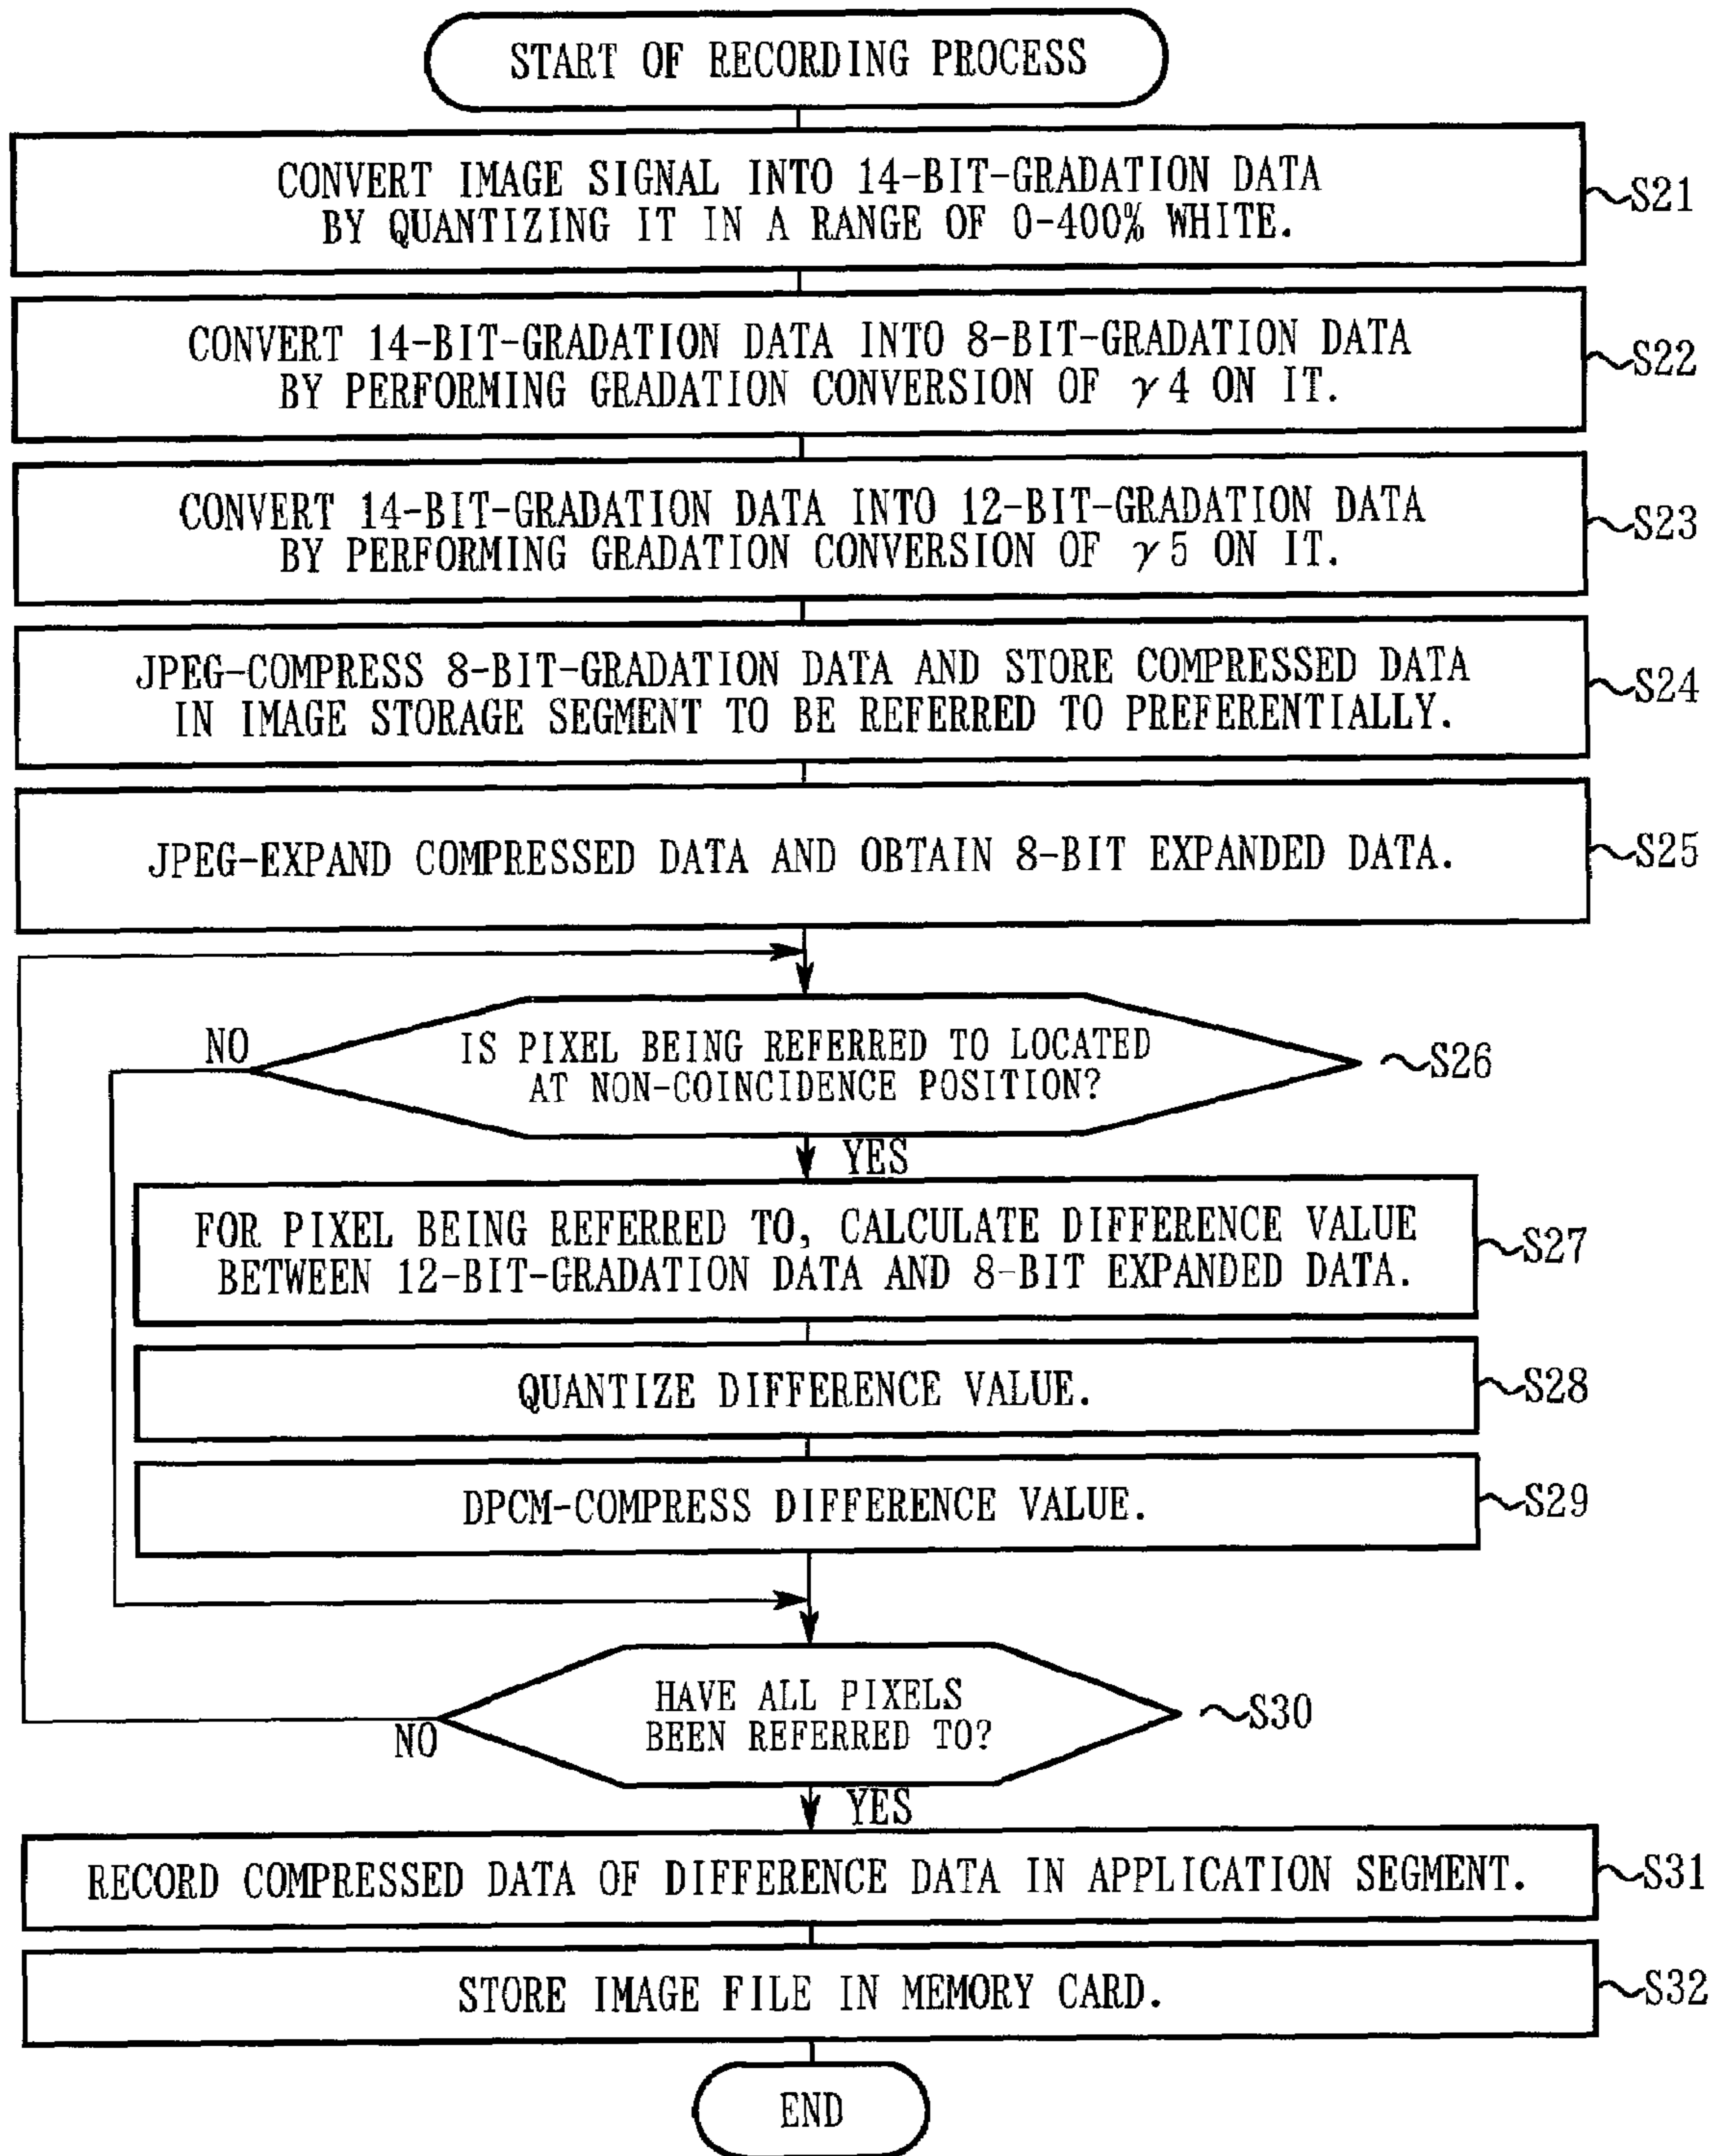 START OF RECORDING PROCESS
CONVERT IMAGE SIGNAL INTO 14-BIT-GRADATION DATA
BY QUANTIZING IT IN A RANGE OF 0-400% WHITE.
S21
CONVERT 14-BIT-GRADATION DATA INTO 8-BIT-GRADATION DATA
BY PERFORMING GRADATION CONVERSION OF γ4 ON IT.
S22
CONVERT 14-BIT-GRADATION DATA INTO 12-BIT-GRADATION DATA
BY PERFORMING GRADATION CONVERSION OF γ5 ON IT.
S23
JPEG-COMPRESS 8-BIT-GRADATION DATA AND STORE COMPRESSED DATA
IN IMAGE STORAGE SEGMENT TO BE REFERRED TO PREFERENTIALLY.
S24
JPEG-EXPAND COMPRESSED DATA AND OBTAIN 8-BIT EXPANDED DATA.
S25
NO
IS PIXEL BEING REFERRED TO LOCATED
AT NON-COINCIDENCE POSITION?
S26
YES
FOR PIXEL BEING REFERRED TO, CALCULATE DIFFERENCE VALUE
BETWEEN 12-BIT-GRADATION DATA AND 8-BIT EXPANDED DATA.
S27
QUANTIZE DIFFERENCE VALUE.
S28
DPCM-COMPRESS DIFFERENCE VALUE.
S29
HAVE ALL PIXELS
BEEN REFERRED TO?
S30
NO
YES
RECORD COMPRESSED DATA OF DIFFERENCE DATA IN APPLICATION SEGMENT.
S31
STORE IMAGE FILE IN MEMORY CARD.
S32
END